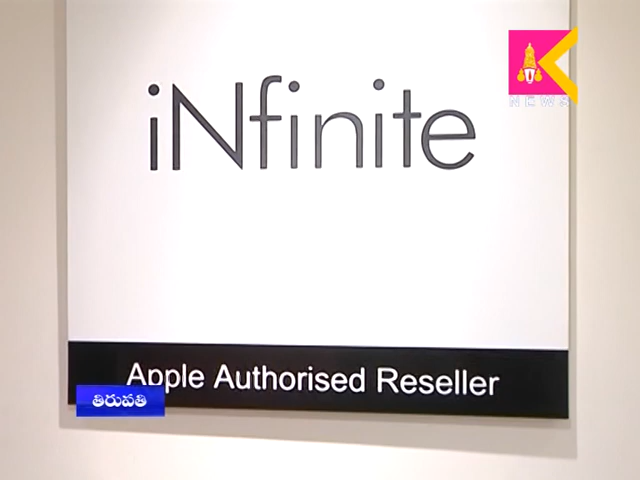 iNfinite
NEWS
Apple Authorised Reseller
తిరుపతి